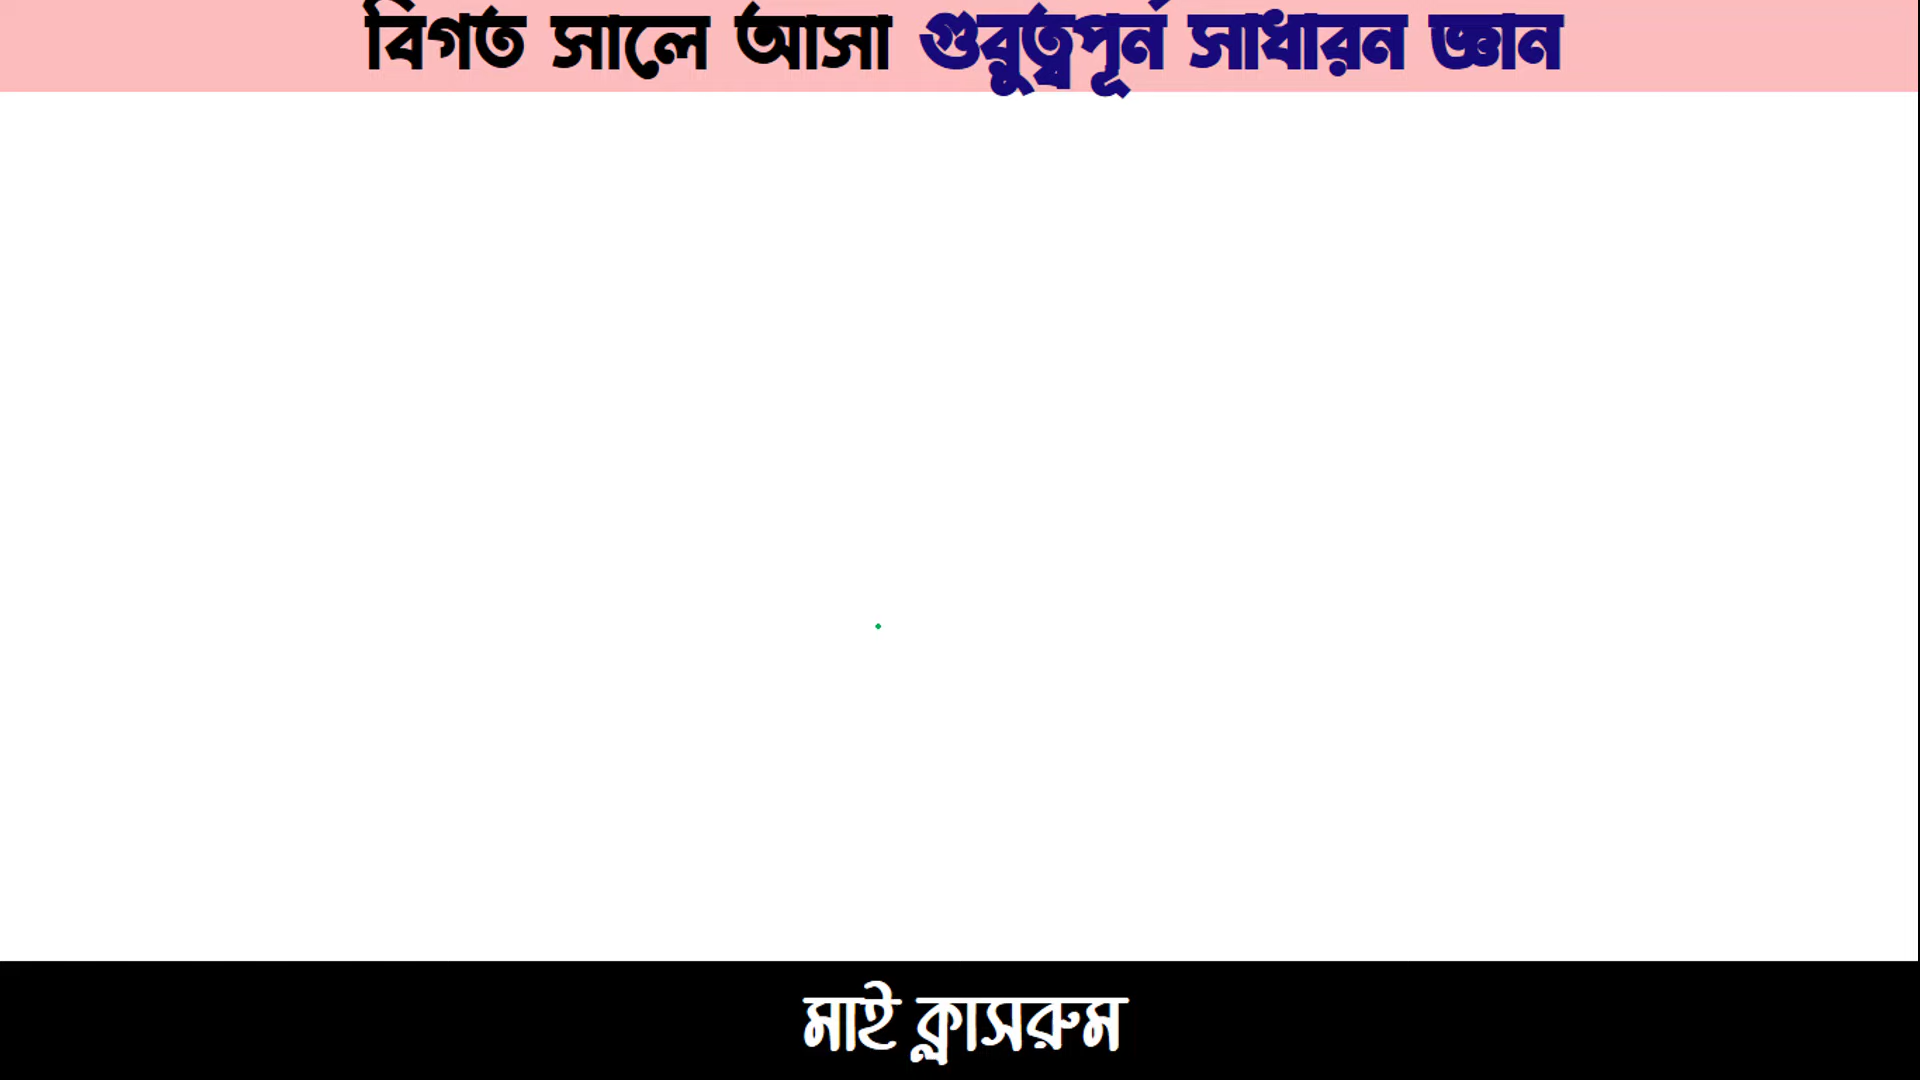 বিগত সালে আসা গুরুত্বপূর্ন সাধারন জ্ঞান
মাই ক্লাসরুম